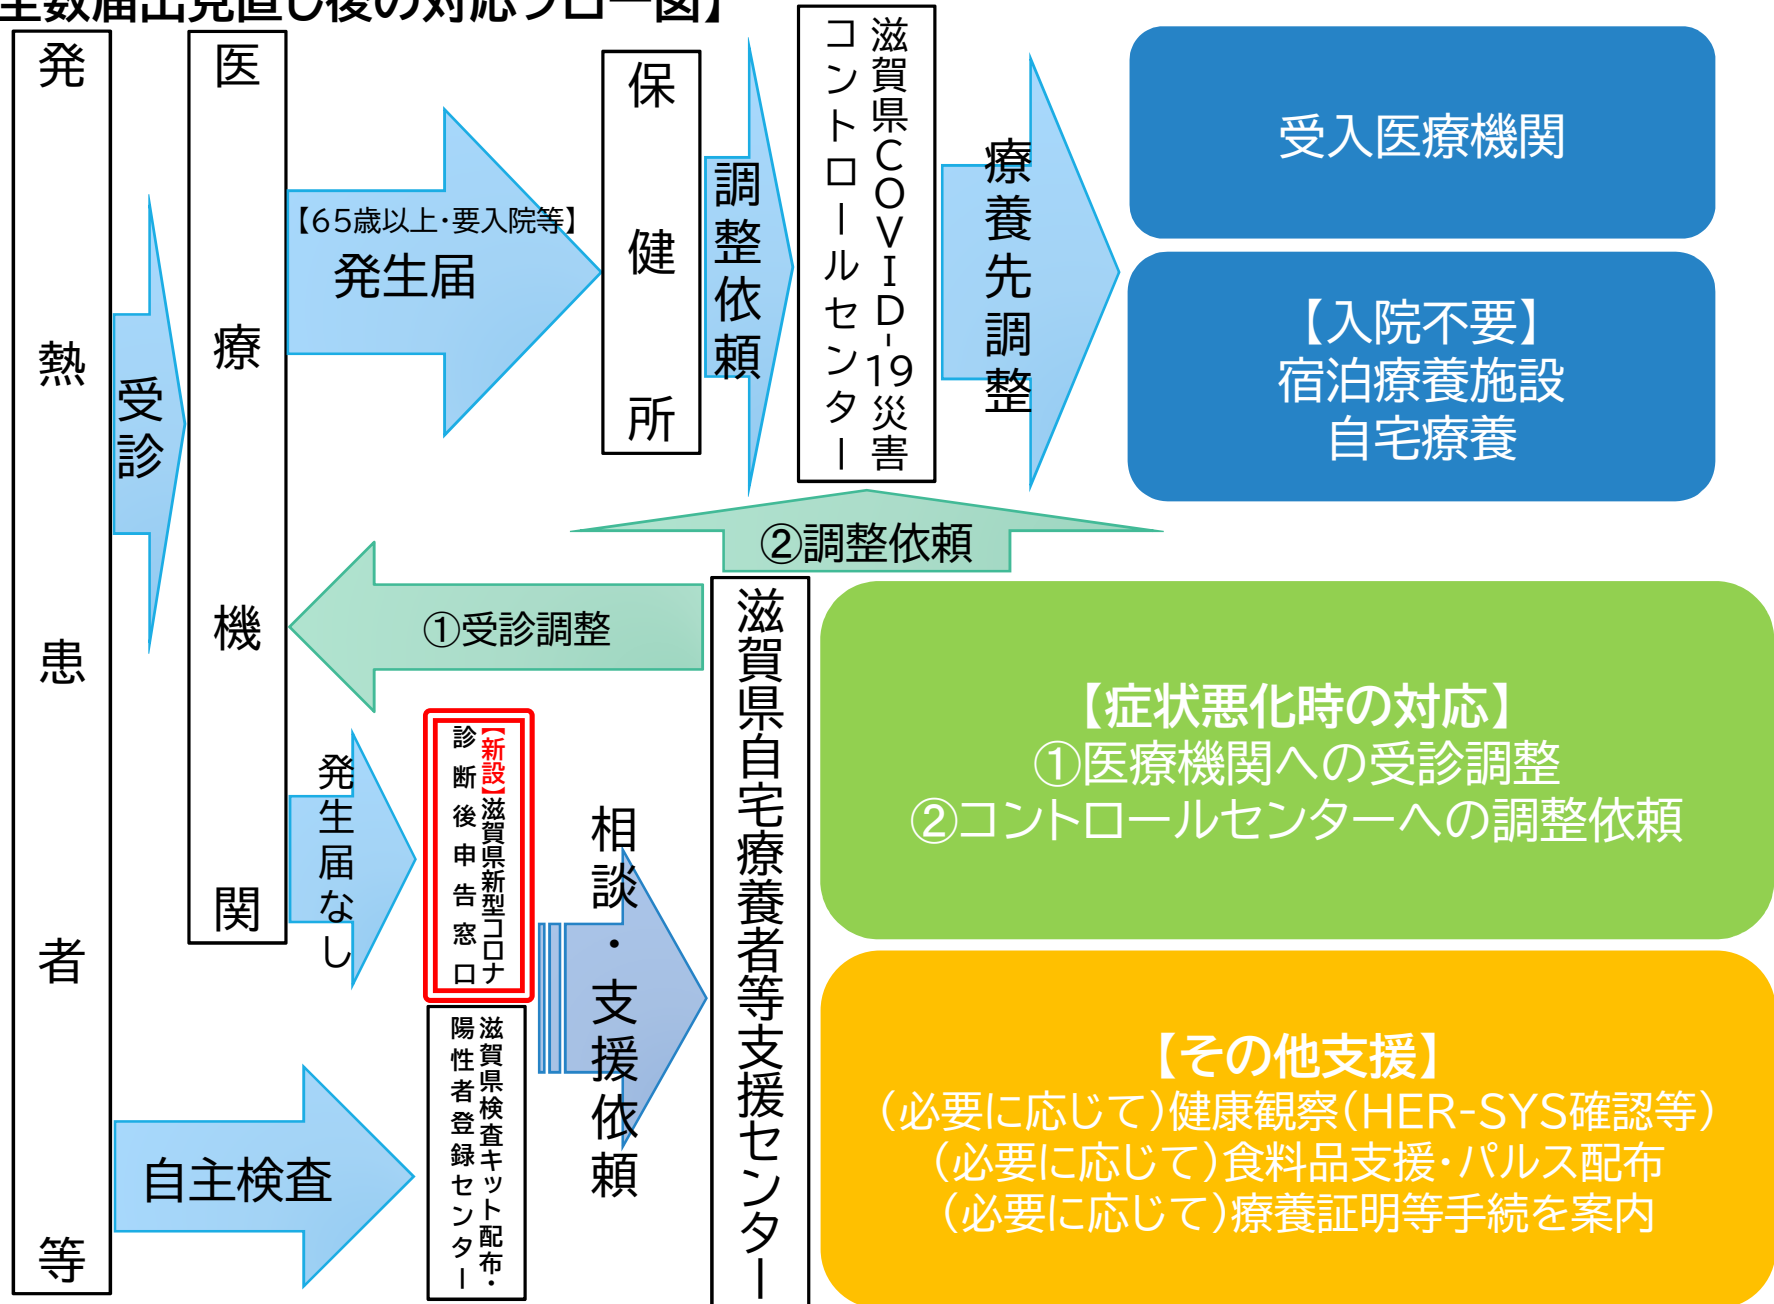 全数届出見直し後の対応フロー図】
発熱患者等
受診
医療機関
【65歳以上・要入院等】
発生届
保健所
調整依頼
滋賀県COVID-19災害
コントロールセンター
療養先調整
受入医療機関
【入院不要】
宿泊療養施設
自宅療養
②調整依頼
①受診調整
発生届なし
【新設】滋賀県新型コロナ
診断後申告窓口
自主検査
滋賀県検査キット配布・
陽性者登録センター
相談・支援依頼
滋賀県自宅療養者等支援センター
【症状悪化時の対応】
①医療機関への受診調整
②コントロールセンターへの調整依頼
【その他支援】
（必要に応じて）健康観察（HER-SYS確認等）
（必要に応じて）食料品支援・パルス配布
（必要に応じて）療養証明等手続を案内